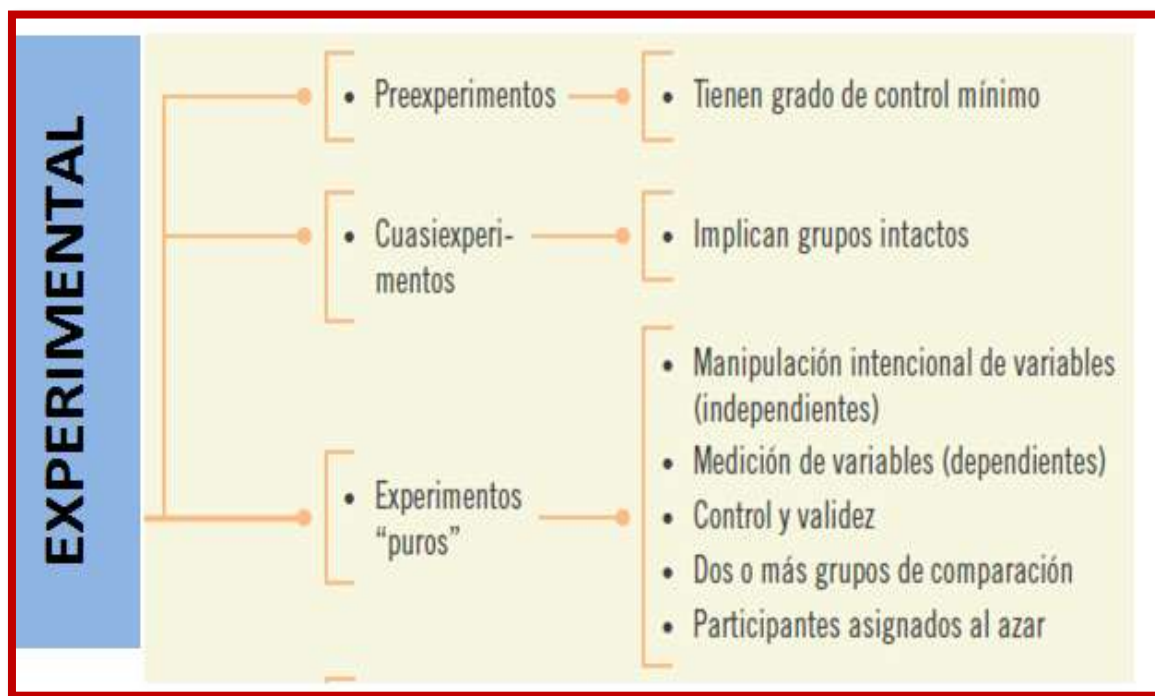 EXPERIMENTAL
• Preexperimentos
• Tienen grado de control mínimo
• Cuasiexperi-
mentos
• Implican grupos intactos
• Experimentos
“puros”
• Manipulación intencional de variables
(independientes)
• Medición de variables (dependientes)
• Control y validez
• Dos o más grupos de comparación
• Participantes asignados al azar